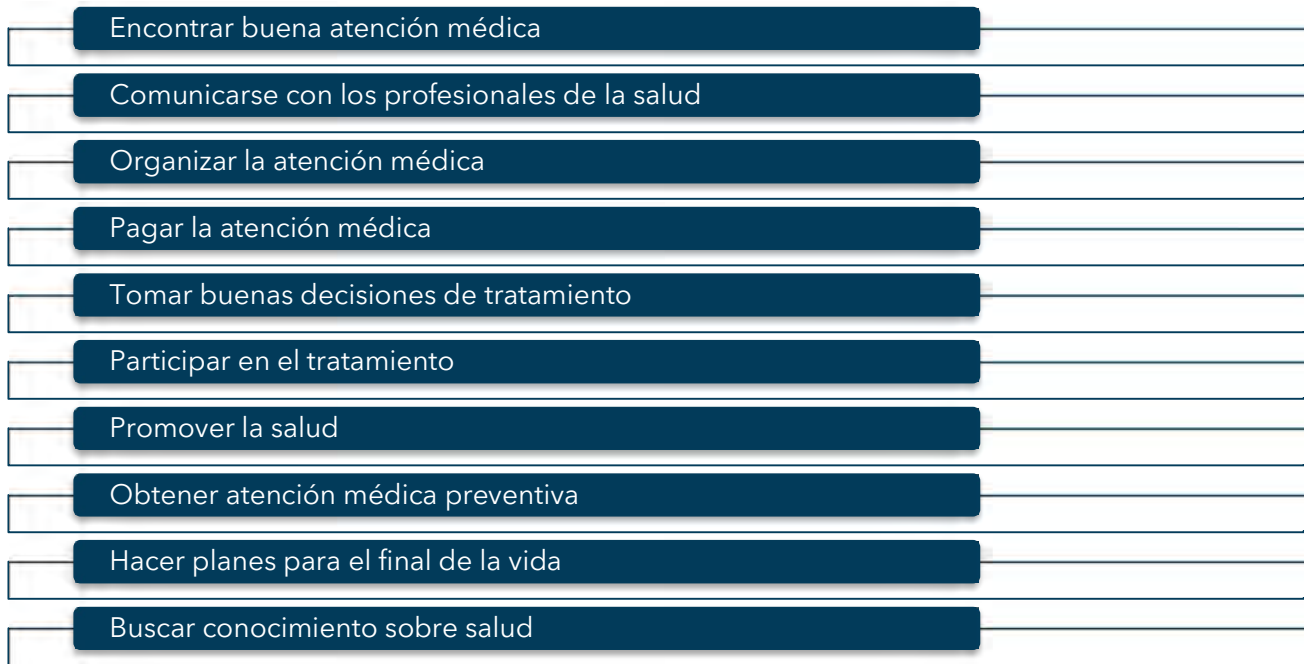 Encontrar buena atención médica
Comunicarse con los profesionales de la salud
Organizar la atención médica
Pagar la atención médica
Tomar buenas decisiones de tratamiento
Participar en el tratamiento
Promover la salud
Obtener atención médica preventiva
Hacer planes para el final de la vida
Buscar conocimiento sobre salud